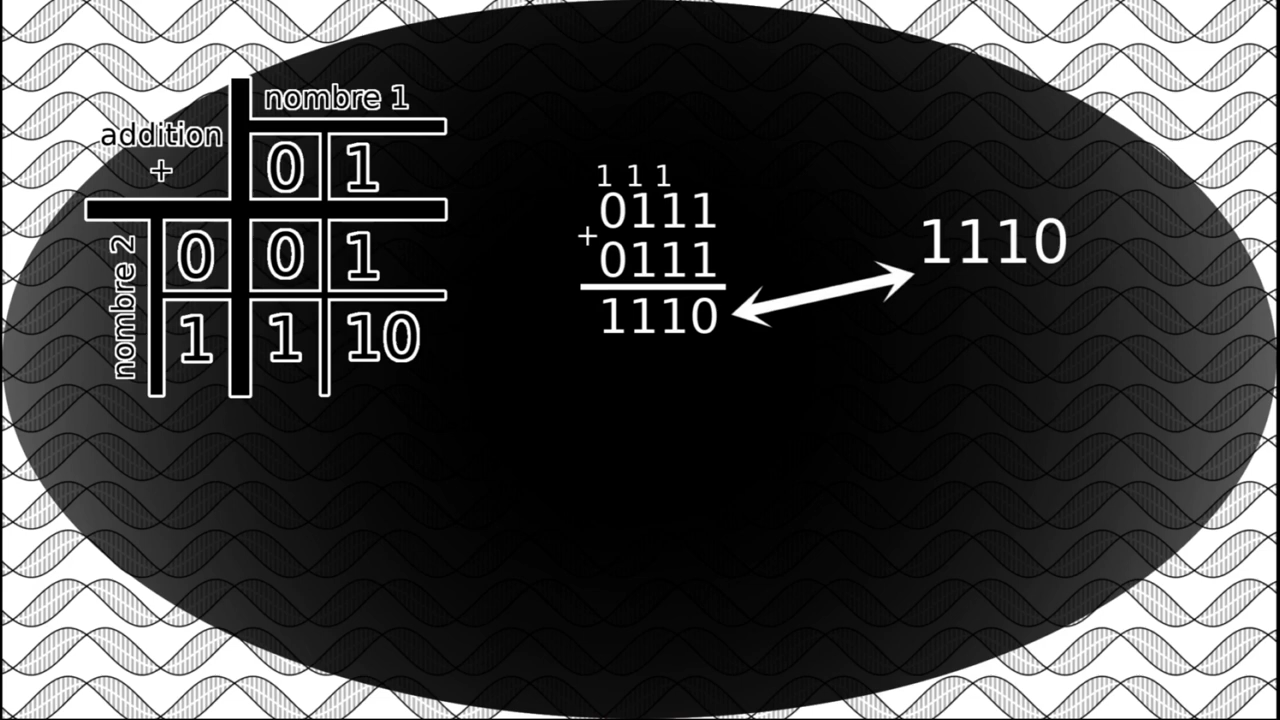 nombre 1
addition
+
0 1
nombre 2
0 0 1
1 1 10
1 1 1
0111
+
0111
1110
1110